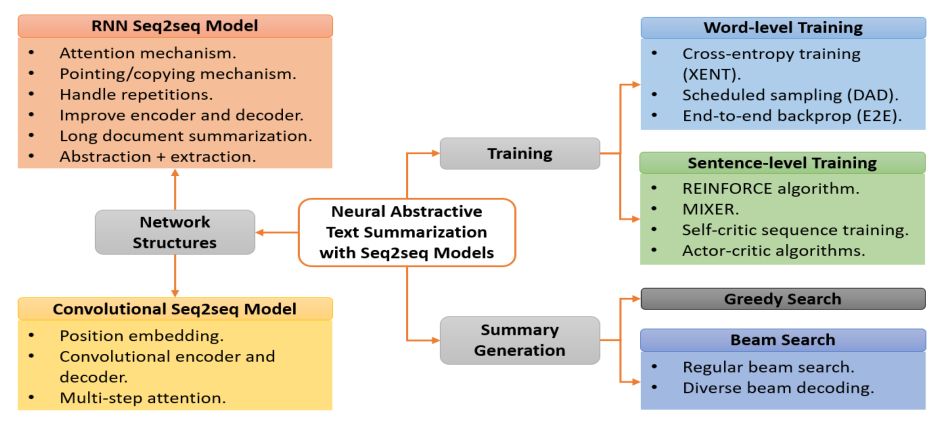 RNN Seq2seq Model
• Attention mechanism.
• Pointing/copying mechanism.
• Handle repetitions.
• Improve encoder and decoder.
• Long document summarization.
• Abstraction + extraction.
Network
Structures
Convolutional Seq2seq Model
• Position embedding.
• Convolutional encoder and
decoder.
• Multi-step attention.
Neural Abstractive
Text Summarization
with Seq2seq Models
Training
Word-level Training
• Cross-entropy training
(XENT).
• Scheduled sampling (DAD).
• End-to-end backprop (E2E).
Sentence-level Training
• REINFORCE algorithm.
• MIXER.
• Self-critic sequence training.
• Actor-critic algorithms.
Summary
Generation
Greedy Search
Beam Search
• Regular beam search.
• Diverse beam decoding.